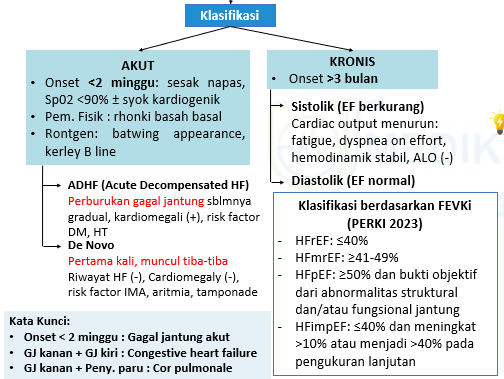 Klasifikasi
AKUT
• Onset <2 minggu: sesak napas,
Sp02 <90% ± syok kardiogenik
• Pem. Fisik : rhonki basah basal
• Rontgen: batwing appearance,
kerley B line
ADHF (Acute Decompensated HF)
Perburukan gagal jantung sblmnya
gradual, kardiomegali (+), risk factor
DM, HT
De Novo
Pertama kali, muncul tiba-tiba
Riwayat HF (-), Cardiomegaly (-),
risk factor IMA, aritmia, tamponade
Kata Kunci:
• Onset < 2 minggu : Gagal jantung akut
• GJ kanan + GJ kiri : Congestive heart failure
• GJ kanan + Peny. paru : Cor pulmonale
KRONIS
• Onset >3 bulan
Sistolik (EF berkurang)
Cardiac output menurun:
fatigue, dyspnea on effort,
hemodinamik stabil, ALO (-)
Diastolik (EF normal)
Klasifikasi berdasarkan FEVKi
(PERKI 2023)
- HFrEF: ≤40%
- HFmrEF: ≥41-49%
- HFpEF: ≥50% dan bukti objektif
dari abnormalitas struktural
dan/atau fungsional jantung
- HFimpEF: ≤40% dan meningkat
>10% atau menjadi >40% pada
pengukuran lanjutan